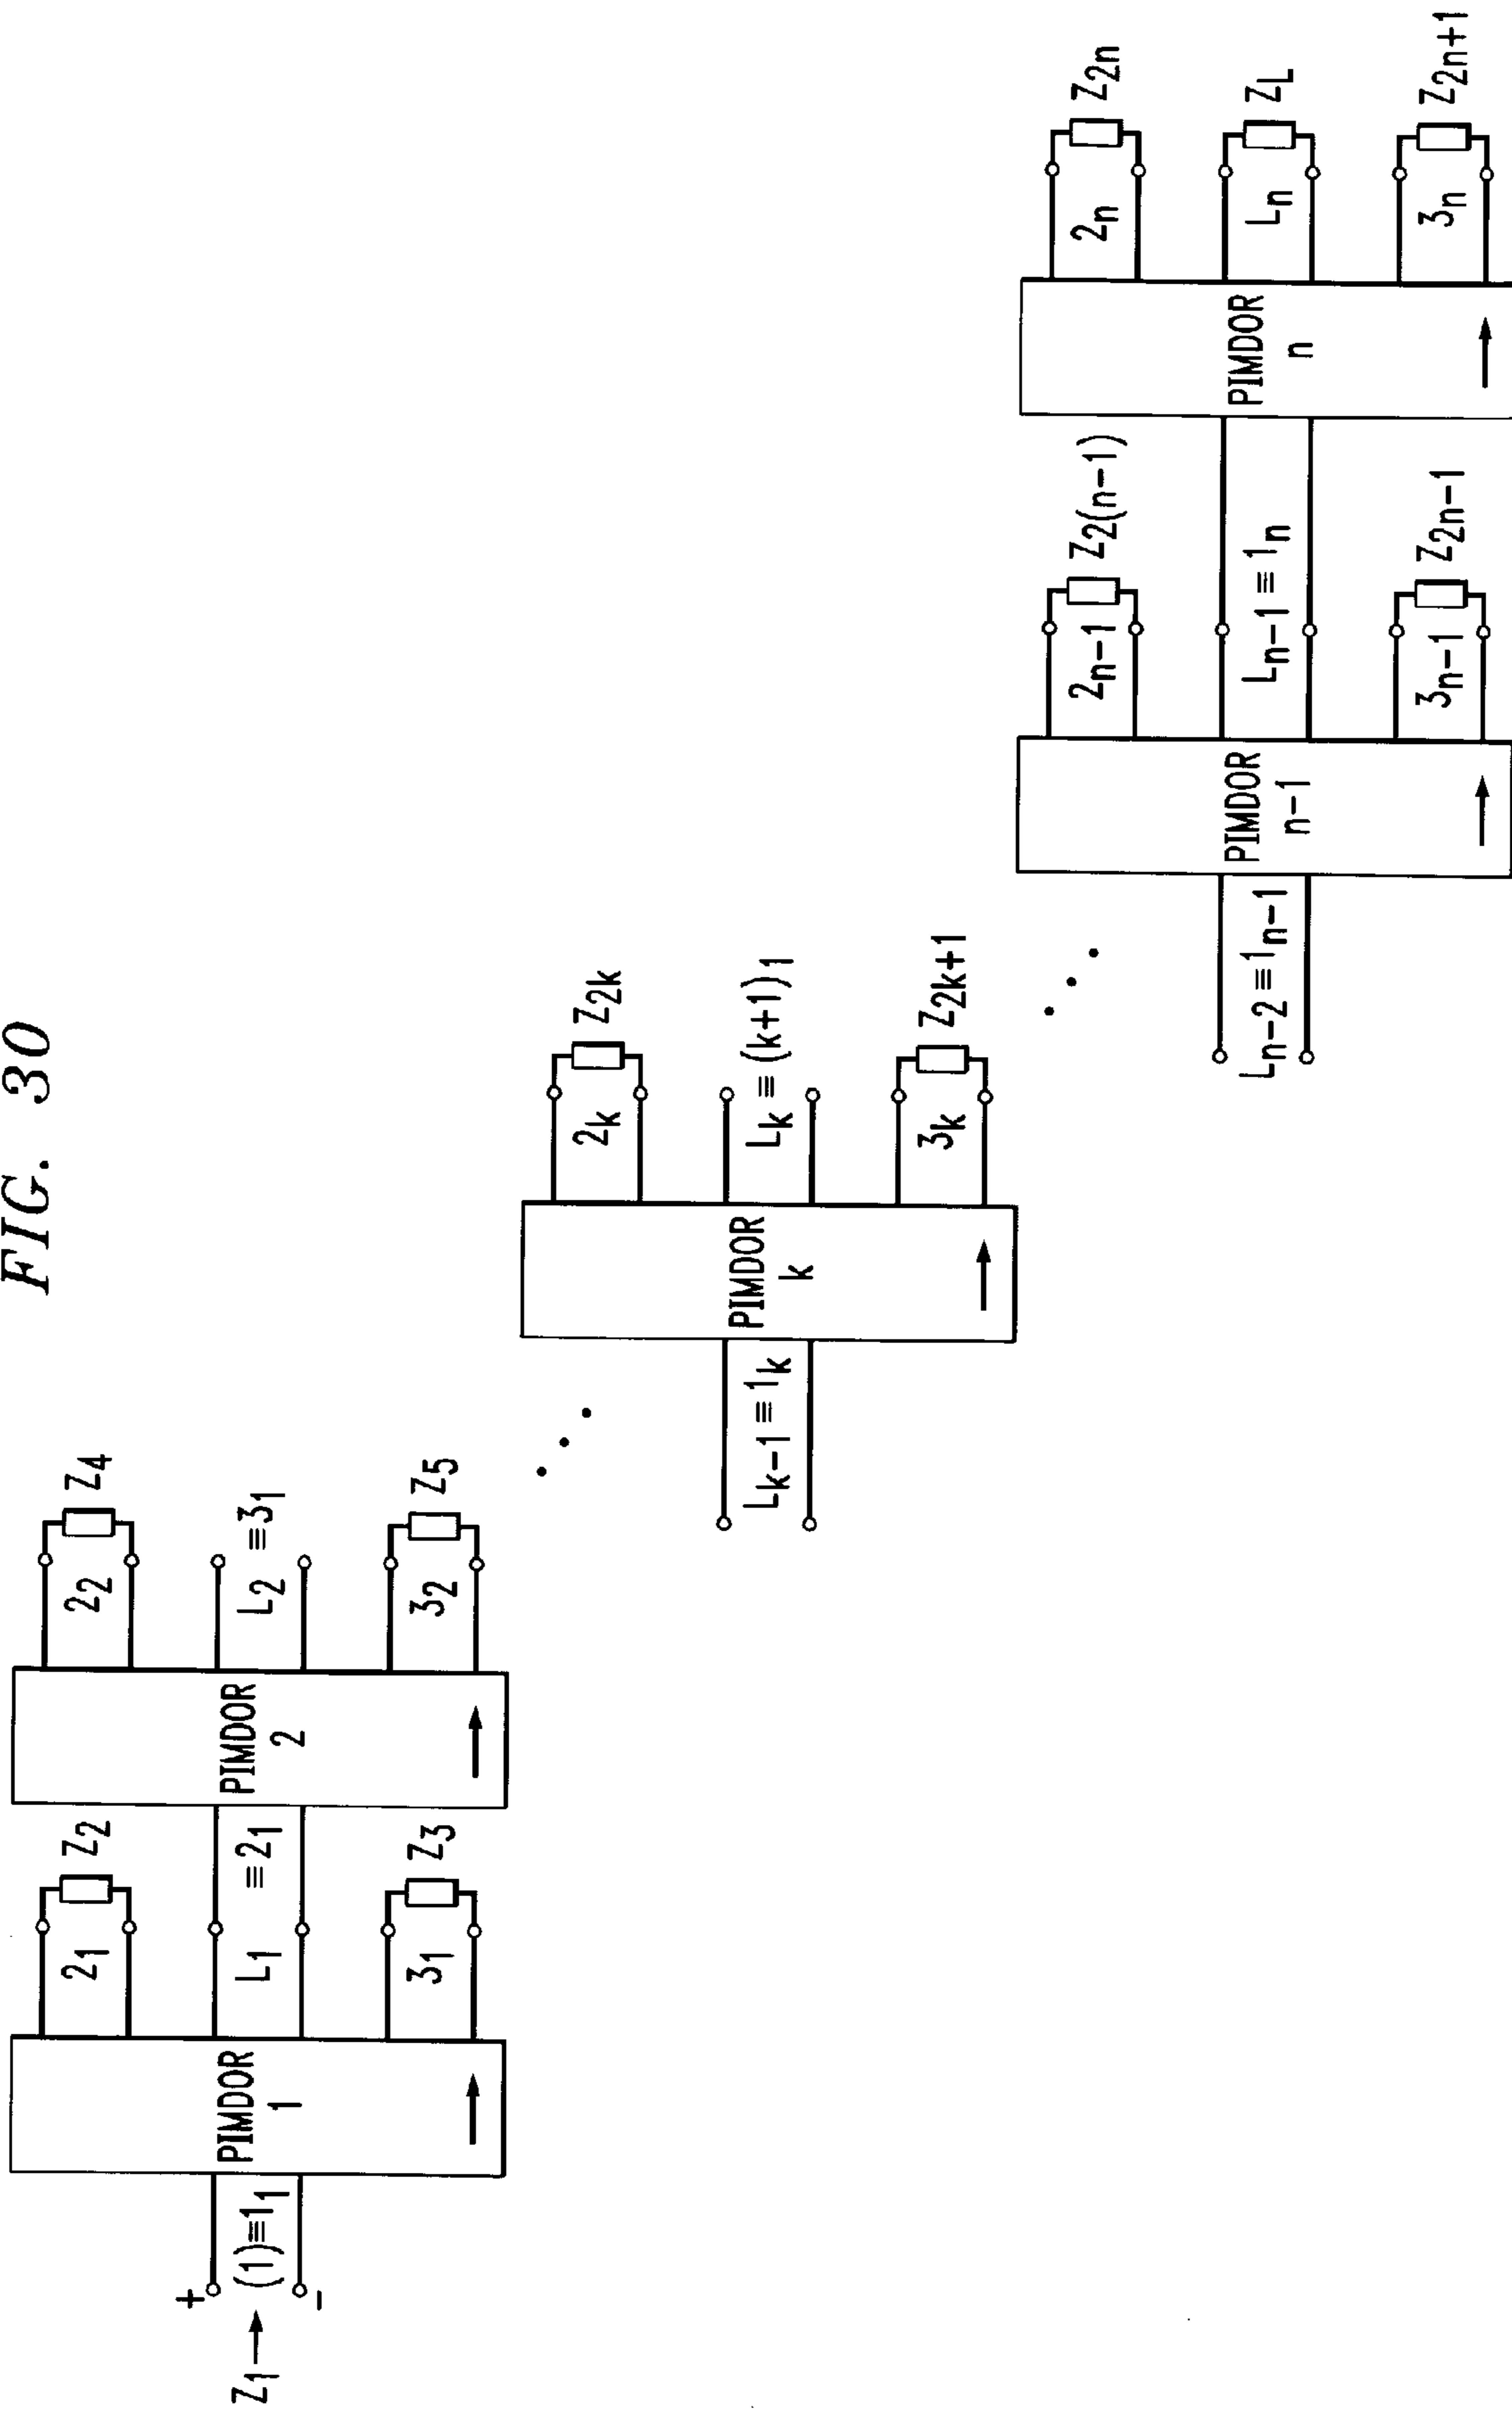 FIG. 30
Z1
+
(1)≡11
-
PIMDOR
1
21
Z2
L1 ≡21
31
Z3
PIMDOR
2
22
Z4
L2 ≡31
32
Z5
Lk-1≡1k
PIMDOR
k
2k
Z2k
Lk ≡(k+1)1
3k
Z2k+1
Ln-2≡1n-1
PIMDOR
n-1
2n-1
Z2(n-1)
Ln-1≡1n
3n-1
Z2n-1
PIMDOR
n
2n
Z2n
Ln
ZL
3n
Z2n+1